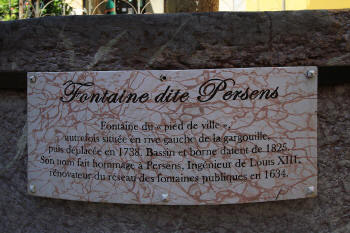 Fontaine dite Persens
Fontaine du « pied de ville »,
autrefois située en rive gauche de la gargouille,
puis déplacée en 1738. Bassin et borne datent de 1825.
Son nom fait hommage à Persens, Ingénieur de Louis XIII,
rénovateur du réseau des fontaines publiques en 1634.